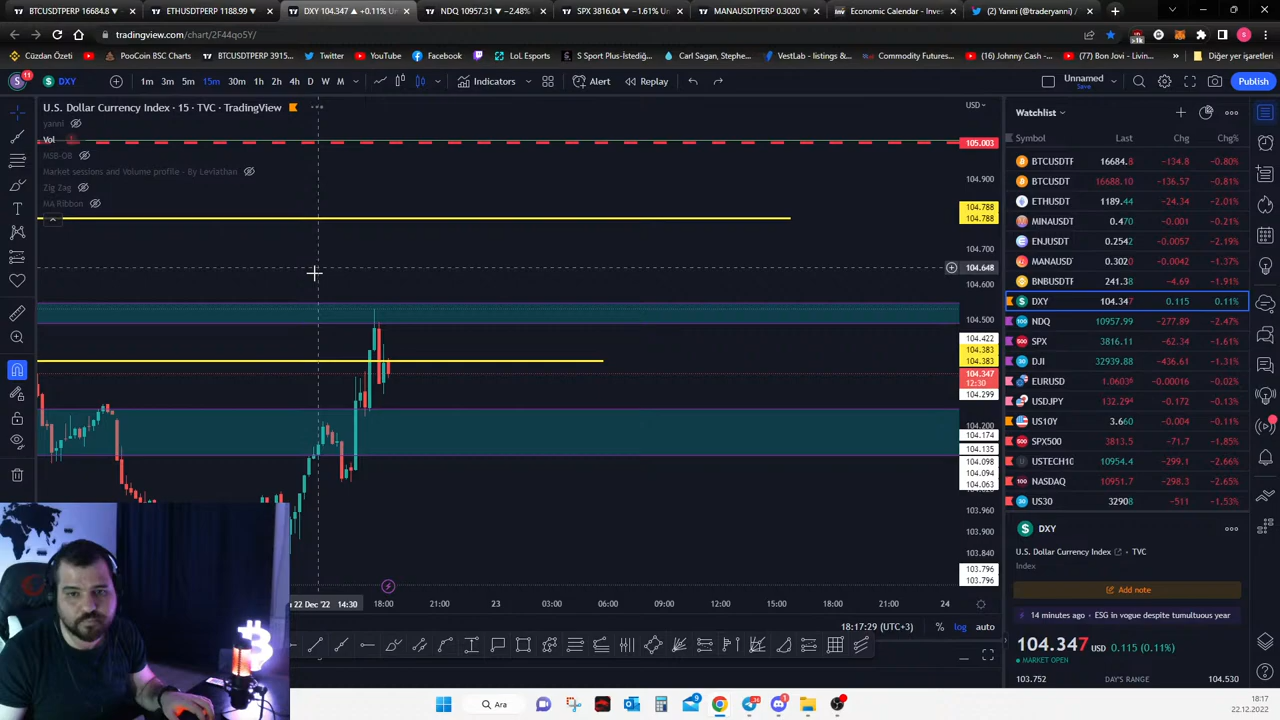 BTCUSDTPERP 16684.8
ETHUSDTPERP 1188.99
DXY 104.347 ▲ +0.11% U
NDQ 10957.31 ▼ −2.48%
SPX 3816.04 ▼ −1.61% U
MANAUSDTPERP 0.3020
Economic Calendar - Inves
(2) Yanni (@traderyanni) /
tradingview.com/chart/2F44qo5Y/
Cüzdan Özeti
PooCoin BSC Charts
BTCUSDTPERP 3915...
Twitter
YouTube
Facebook
Twitch
LoL Esports
S Sport Plus-İstediğ...
Carl Sagan, Stephe...
VestLab - listings &...
Commodity Futures...
(16) Johnny Cash -...
(77) Bon Jovi - Livin...
Diğer yer işaretleri
11
DXY
1m 3m 5m 15m 30m 1h 2h 4h D W M
Indicators
Alert
Replay
Unnamed
Save
Publish
U.S. Dollar Currency Index · 15 · TVC · TradingView
USD
yanni
Vol
MSB-OB
Market sessions and Volume profile - By Leviathan
Zig Zag
MA Ribbon
105.003
104.900
104.788
104.788
104.700
104.648
104.600
104.500
104.422
104.383
104.383
104.347
12:30
104.299
104.200
104.174
104.135
104.098
104.094
104.063
103.960
103.900
103.840
103.796
103.796
22 Dec '22 14:30
18:00
21:00
23
03:00
06:00
09:00
12:00
15:00
18:00
21:00
24
18:17:29 (UTC+3)
%
log
auto
Watchlist
Symbol Last Chg Chg%
BTCUSDTF 16684.8 −134.8 −0.80%
BTCUSDT 16688.10 −136.57 −0.81%
ETHUSDT 1189.44 −24.34 −2.01%
MINAUSDT 0.470 −0.001 −0.21%
ENJUSDT 0.2542 −0.0057 −2.19%
MANAUSDT 0.3020 −0.0042 −1.37%
BNBUSDTF 241.38 −4.69 −1.91%
DXY 104.347 0.115 0.11%
NDQ 10957.99 −277.89 −2.47%
SPX 3816.11 −62.34 −1.61%
DJI 32939.88 −436.61 −1.31%
EURUSD 1.0603⁶ −0.00016 −0.02%
USDJPY 132.29⁴ −0.172 −0.13%
US10Y 3.660 −0.004 −0.11%
SPX500 3813.5 −71.7 −1.85%
USTECH10 10954.4 −299.1 −2.66%
NASDAQ 10951.7 −298.3 −2.65%
US30 32908 −511 −1.53%
DXY
U.S. Dollar Currency Index TVC
Index
Add note
14 minutes ago · ESG in vogue despite tumultuous year
104.347 USD 0.115 (0.11%)
MARKET OPEN
103.752 DAY'S RANGE 104.530
Ara
18:17
22.12.2022